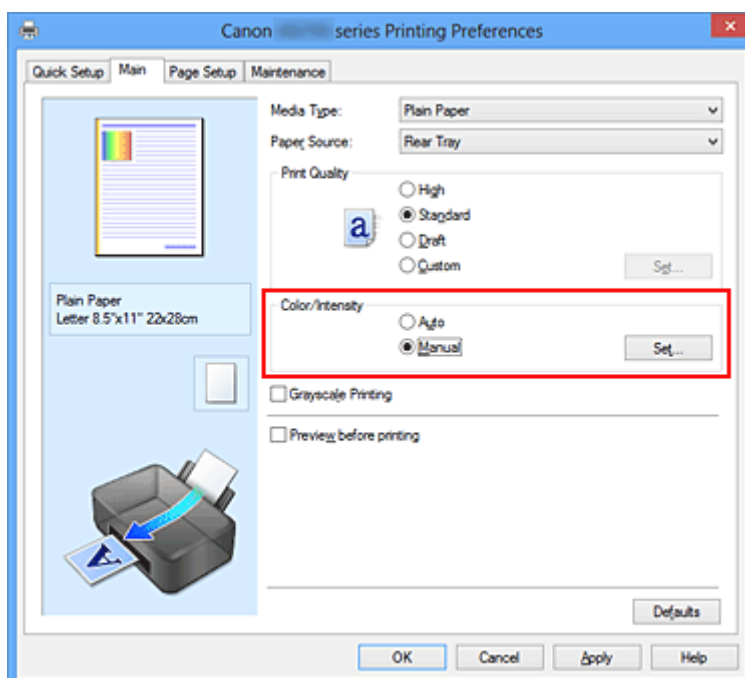 Canon series Printing Preferences
Quick Setup Main Page Setup Maintenance
Media Type: Plain Paper
Paper Source: Rear Tray
Print Quality
High
a Standard
Draft
Custom Set...
Plain Paper
Letter 8.5"x11" 22x28cm
Color/Intensity
Auto
Manual Set...
Grayscale Printing
Preview before printing
A
Defaults
OK Cancel Apply Help